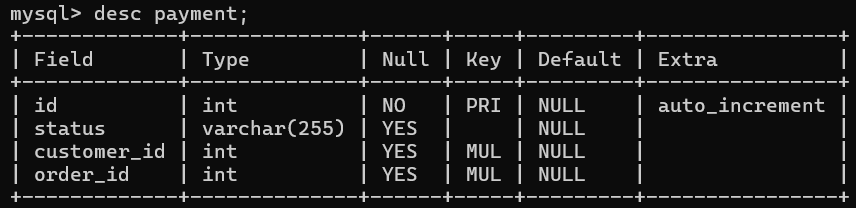 mysql> desc payment;
+-------------+--------------+------+-----+---------+----------------+
| Field       | Type         | Null | Key | Default | Extra          |
+-------------+--------------+------+-----+---------+----------------+
| id          | int          | NO   | PRI | NULL    | auto_increment |
| status      | varchar(255) | YES  |     | NULL    |                |
| customer_id | int          | YES  | MUL | NULL    |                |
| order_id    | int          | YES  | MUL | NULL    |                |
+-------------+--------------+------+-----+---------+----------------+